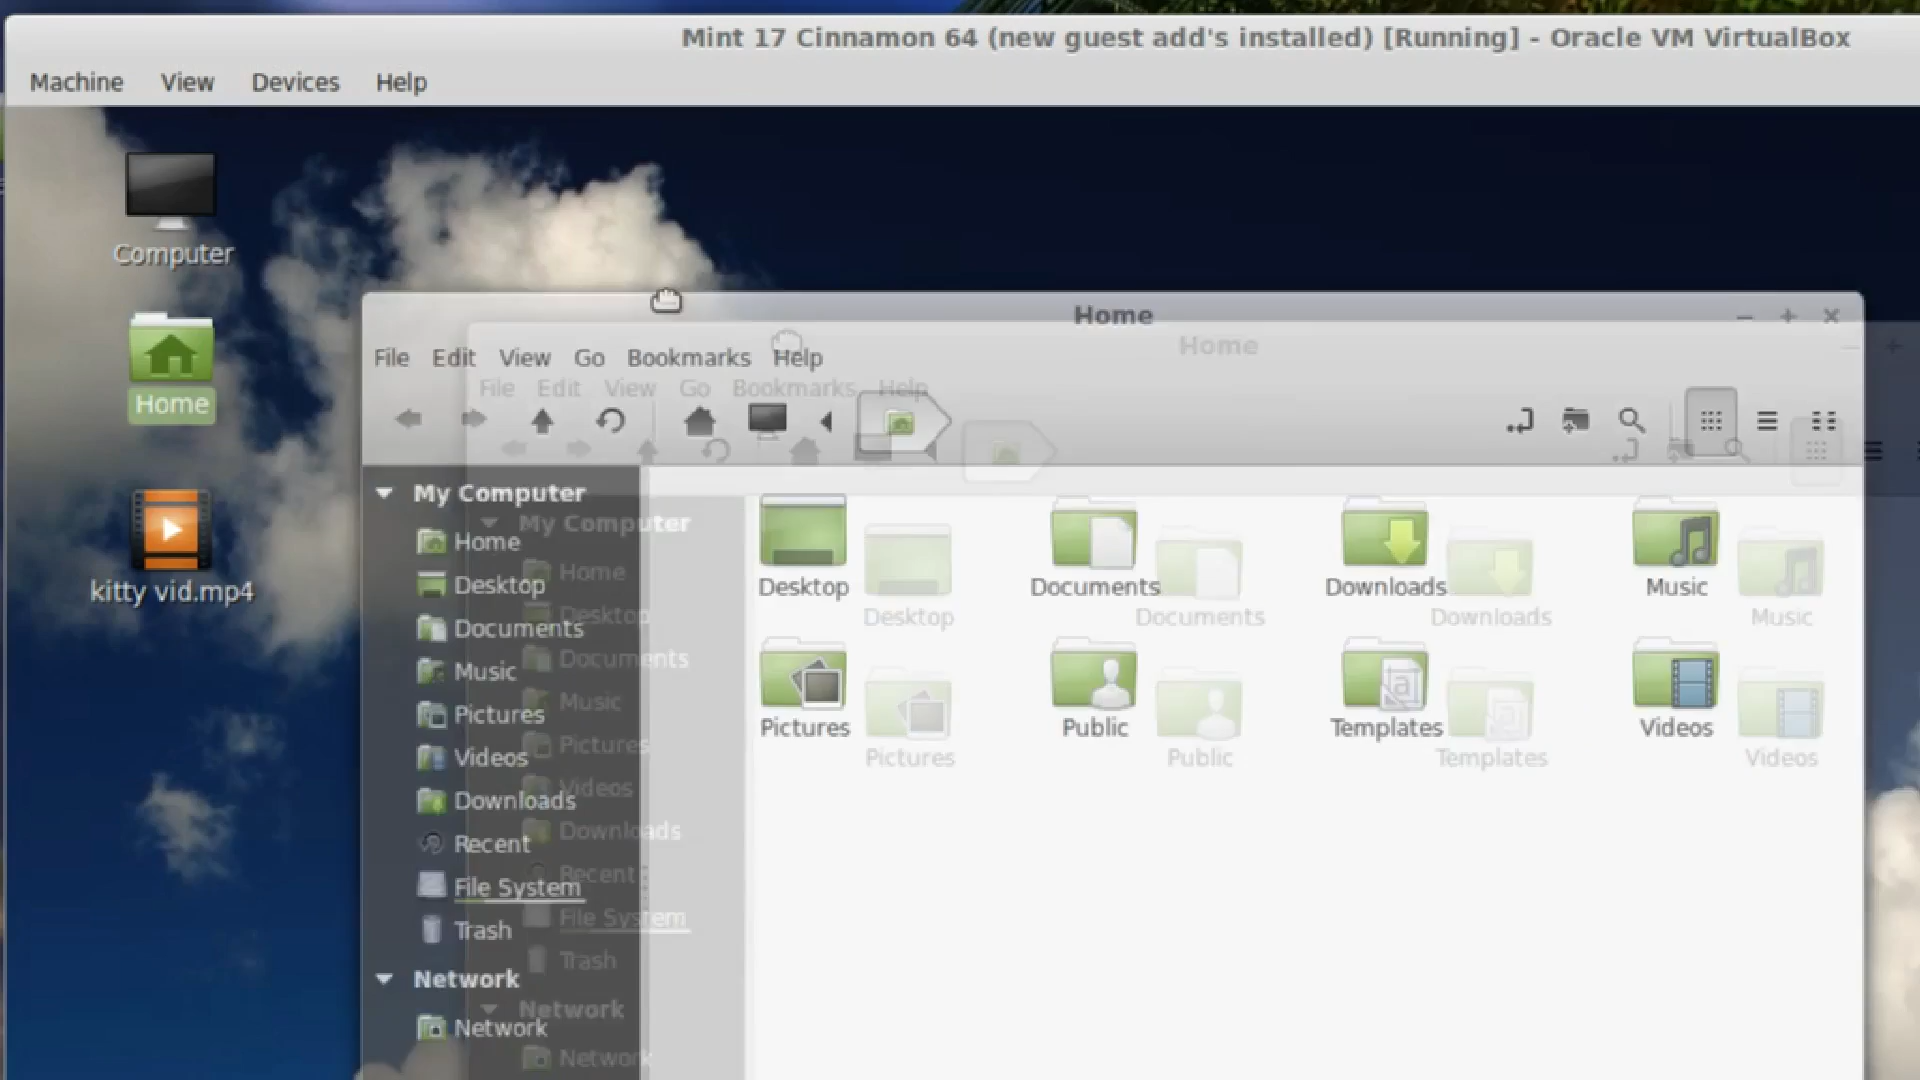 Mint 17 Cinnamon 64 (new guest add's installed) [Running] - Oracle VM VirtualBox
Machine View Devices Help
Computer
Home
kitty vid.mp4
Home
Home
File Edit View Go Bookmarks Help
File Edit View Go Bookmarks Help
My Computer
Home
Desktop
Documents
Music
Pictures
Videos
Downloads
Recent
File System
Trash
Network
Network
My Computer
Home
Desktop
Documents
Music
Pictures
Videos
Downloads
Recent
File System
Trash
Network
Network
Desktop Documents Downloads Music
Desktop Documents Downloads Music
Pictures Public Templates Videos
Pictures Public Templates Videos